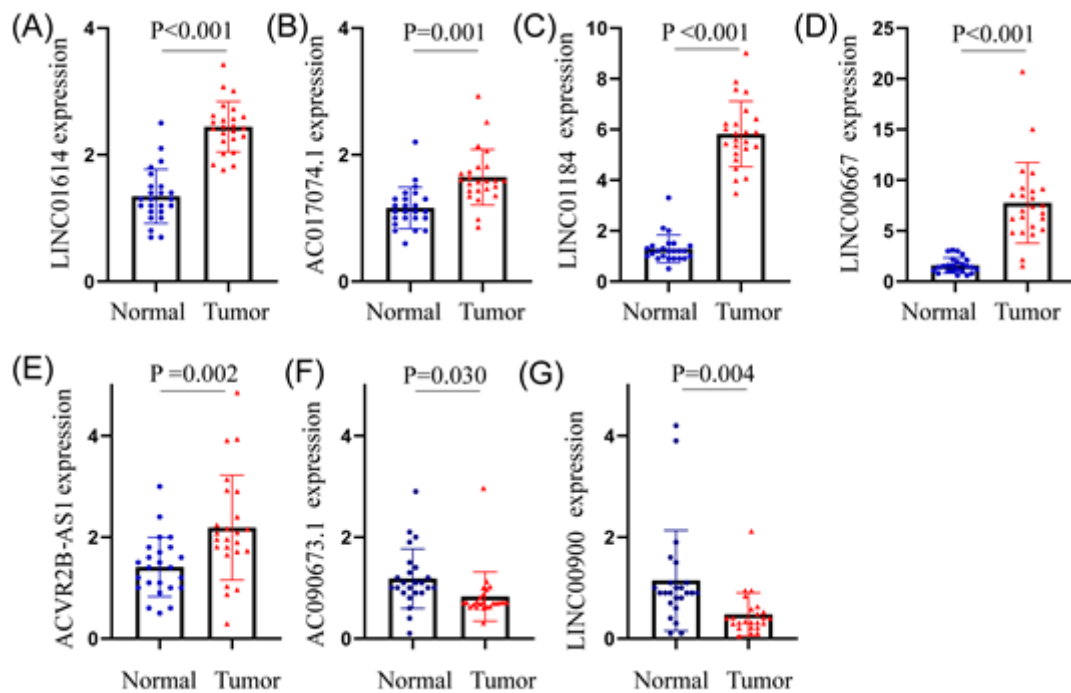 (A)
P<0.001
LINC01614 expression
4
2
0
Normal Tumor
(B)
P=0.001
AC017074.1 expression
4
2
0
Normal Tumor
(C)
P <0.001
LINC01184 expression
10
8
6
4
2
0
Normal Tumor
(D)
P<0.001
LINC00667 expression
25
20
15
10
5
0
Normal Tumor
(E)
P =0.002
ACVR2B-AS1 expression
4
2
0
Normal Tumor
(F)
P=0.030
AC090673.1 expression
4
2
0
Normal Tumor
(G)
P=0.004
LINC00900 expression
4
2
0
Normal Tumor